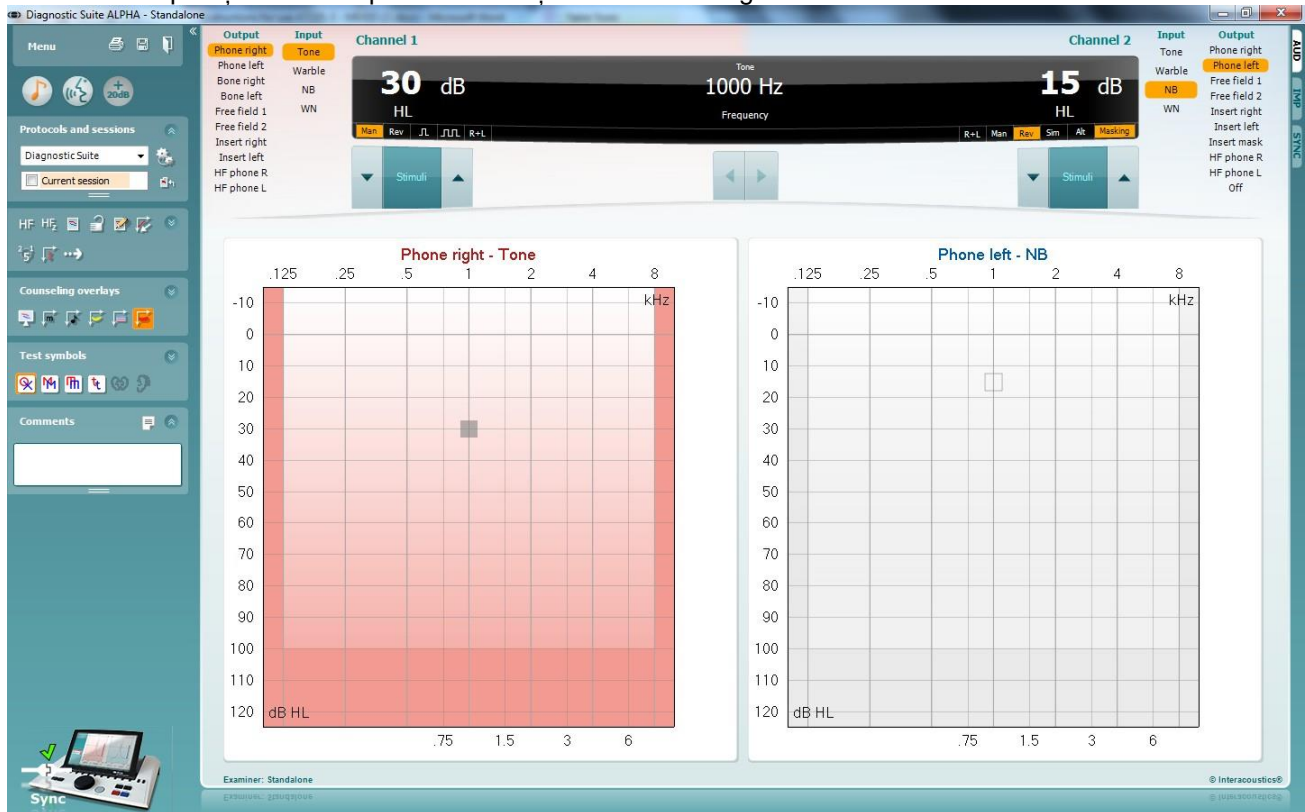 Diagnostic Suite ALPHA - Standalone
Menu
+
20dB
Protocols and sessions
Diagnostic Suite
Current session
HF HF₂
Counseling overlays
Test symbols
Comments
Sync
Output
Phone right
Phone left
Bone right
Bone left
Free field 1
Free field 2
Insert right
Insert left
HF phone R
HF phone L
Input
Tone
Warble
NB
WN
Channel 1
30 dB
HL
Man Rev R+L
Stimuli
Tone
1000 Hz
Frequency
Channel 2
15 dB
HL
R+L Man Rev Sim Alt Masking
Stimuli
Input
Tone
Warble
NB
WN
Output
Phone right
Phone left
Free field 1
Free field 2
Insert right
Insert left
Insert mask
HF phone R
HF phone L
Off
AUD
IMP
SYNC
Phone right - Tone
.125 .25 .5 1 2 4 8
kHz
-10
0
10
20
30
40
50
60
70
80
90
100
110
120 dB HL
.75 1.5 3 6
Phone left - NB
.125 .25 .5 1 2 4 8
kHz
-10
0
10
20
30
40
50
60
70
80
90
100
110
120 dB HL
.75 1.5 3 6
Examiner: Standalone
© Interacoustics®